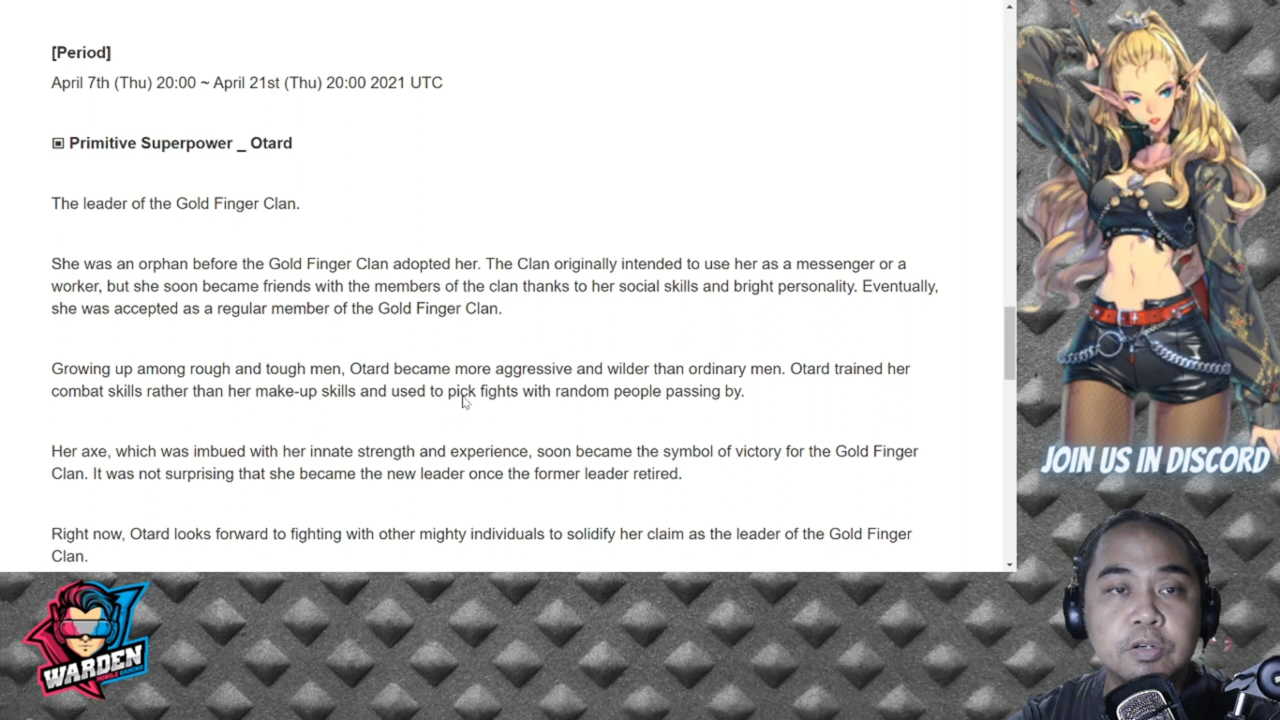 [Period]
April 7th (Thu) 20:00 ~ April 21st (Thu) 20:00 2021 UTC
▣ Primitive Superpower _ Otard
The leader of the Gold Finger Clan.
She was an orphan before the Gold Finger Clan adopted her. The Clan originally intended to use her as a messenger or a
worker, but she soon became friends with the members of the clan thanks to her social skills and bright personality. Eventually,
she was accepted as a regular member of the Gold Finger Clan.
Growing up among rough and tough men, Otard became more aggressive and wilder than ordinary men. Otard trained her
combat skills rather than her make-up skills and used to pick fights with random people passing by.
Her axe, which was imbued with her innate strength and experience, soon became the symbol of victory for the Gold Finger
Clan. It was not surprising that she became the new leader once the former leader retired.
Right now, Otard looks forward to fighting with other mighty individuals to solidify her claim as the leader of the Gold Finger
Clan.
JOIN US IN DISCORD
WARDEN
MOBILE GAMING